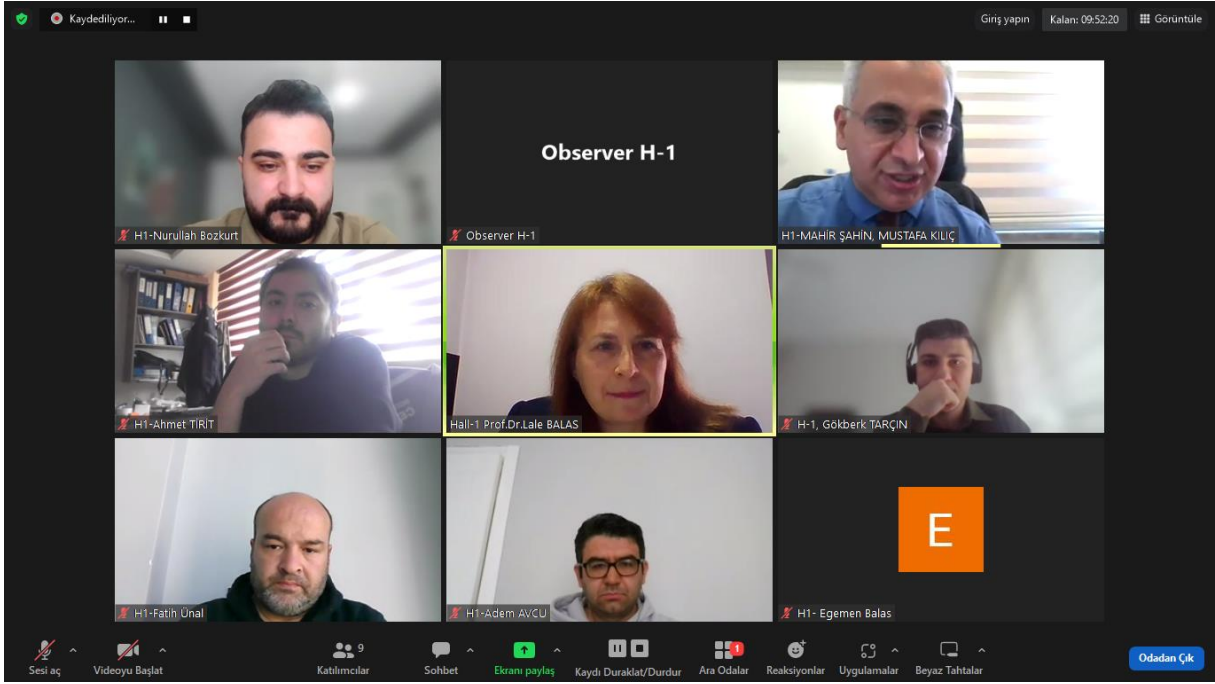 Kaydediliyor...
Giriş yapın
Kalan: 09:52:20
Görüntüle
H1-Nurullah Bozkurt
Observer H-1
Observer H-1
H1-MAHİR ŞAHİN, MUSTAFA KILIÇ
H1-Ahmet TİRİT
Hall-1 Prof.Dr.Lale BALAS
H-1, Gökberk TARÇIN
H1-Fatih Ünal
H1-Adem AVCU
E
H1- Egemen Balas
Sesi aç
Videoyu Başlat
9
Katılımcılar
Sohbet
Ekranı paylaş
Kaydı Duraklat/Durdur
1
Ara Odalar
Reaksiyonlar
Uygulamalar
Beyaz Tahtalar
Odadan Çık